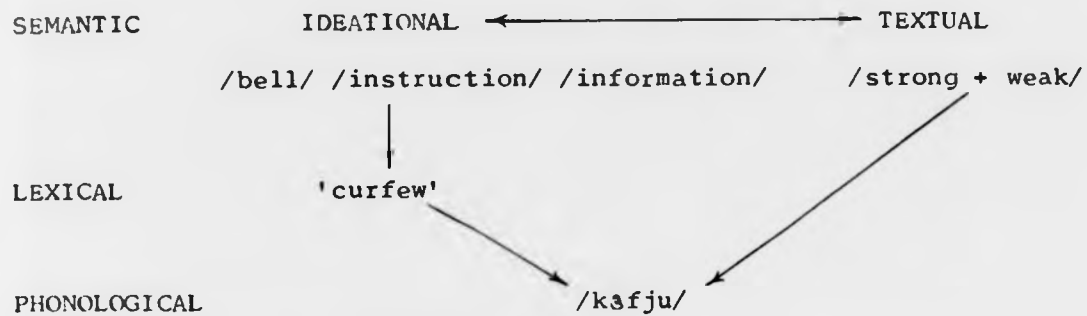 SEMANTIC IDEATIONAL TEXTUAL
/bell/ /instruction/ /information/ /strong + weak/
LEXICAL 'curfew'
PHONOLOGICAL /kɜfju/